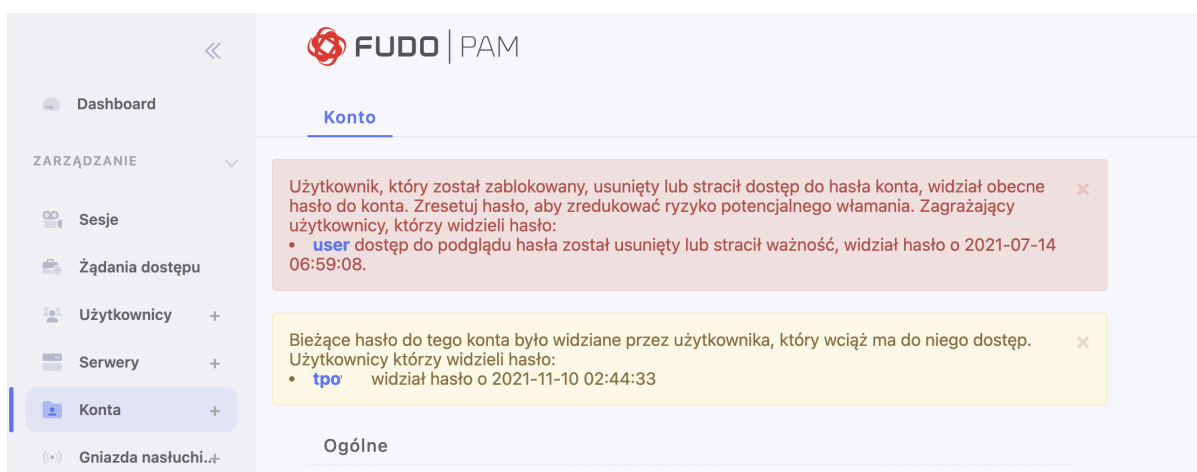 FUDO | PAM
Dashboard
Konto
ZARZĄDZANIE
Użytkownik, który został zablokowany, usunięty lub stracił dostęp do hasła konta, widział obecne
hasło do konta. Zresetuj hasło, aby zredukować ryzyko potencjalnego włamania. Zagrażający
użytkownicy, którzy widzieli hasło:
• user dostęp do podglądu hasła został usunięty lub stracił ważność, widział hasło o 2021-07-14
06:59:08.
Sesje
Żądania dostępu
Użytkownicy +
Serwery +
Konta +
Gniazda nasłuchi...+
Bieżące hasło do tego konta było widziane przez użytkownika, który wciąż ma do niego dostęp.
Użytkownicy którzy widzieli hasło:
• tpo widział hasło o 2021-11-10 02:44:33
Ogólne